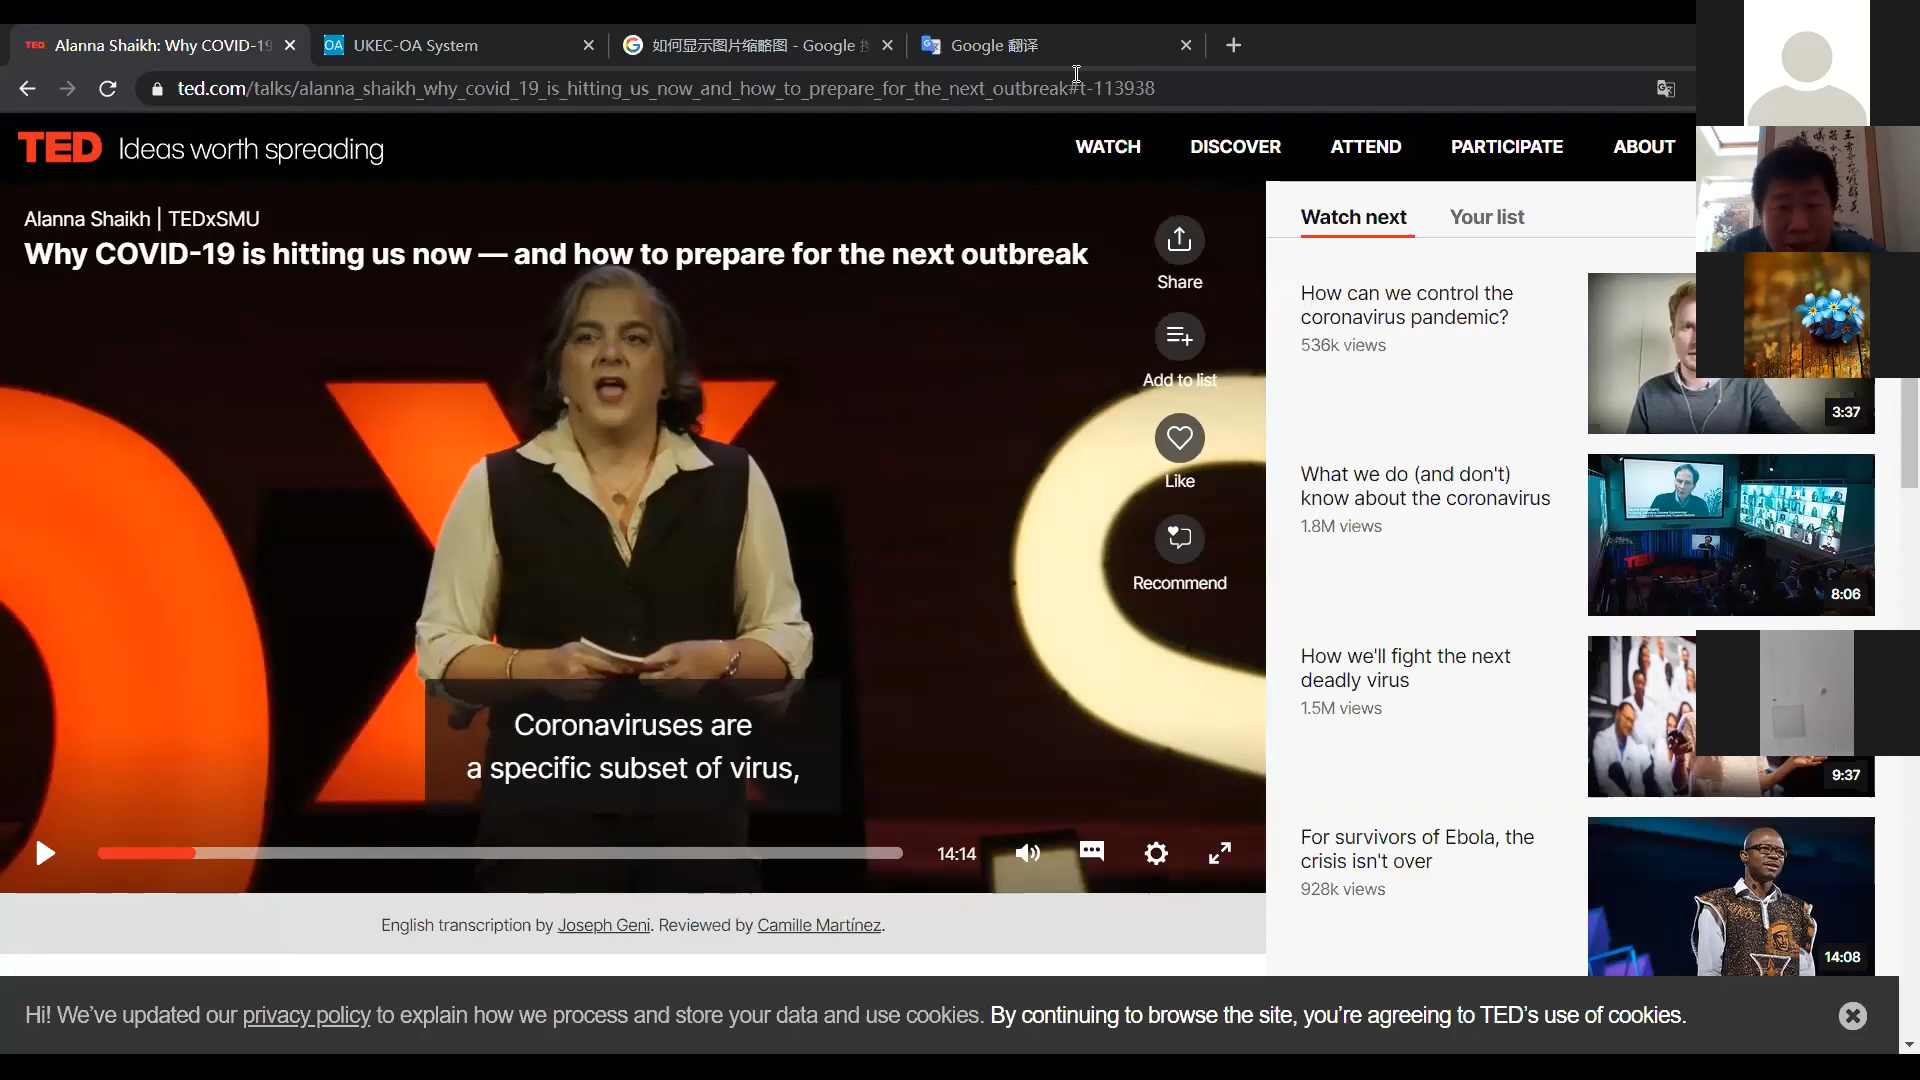 TED Alanna Shaikh: Why COVID-19
OA UKEC-OA System
如何显示图片缩略图 - Google
Google 翻译
ted.com/talks/alanna_shaikh_why_covid_19_is_hitting_us_now_and_how_to_prepare_for_the_next_outbreak#t-113938
TED Ideas worth spreading
WATCH DISCOVER ATTEND PARTICIPATE ABOUT
Alanna Shaikh | TEDxSMU
Why COVID-19 is hitting us now — and how to prepare for the next outbreak
Share
Add to list
Like
Recommend
Coronaviruses are
a specific subset of virus,
14:14
English transcription by Joseph Geni. Reviewed by Camille Martínez.
Watch next Your list
How can we control the
coronavirus pandemic?
536k views
3:37
What we do (and don't)
know about the coronavirus
1.8M views
TED
8:06
How we'll fight the next
deadly virus
1.5M views
9:37
For survivors of Ebola, the
crisis isn't over
928k views
14:08
Hi! We’ve updated our privacy policy to explain how we process and store your data and use cookies. By continuing to browse the site, you’re agreeing to TED’s use of cookies.